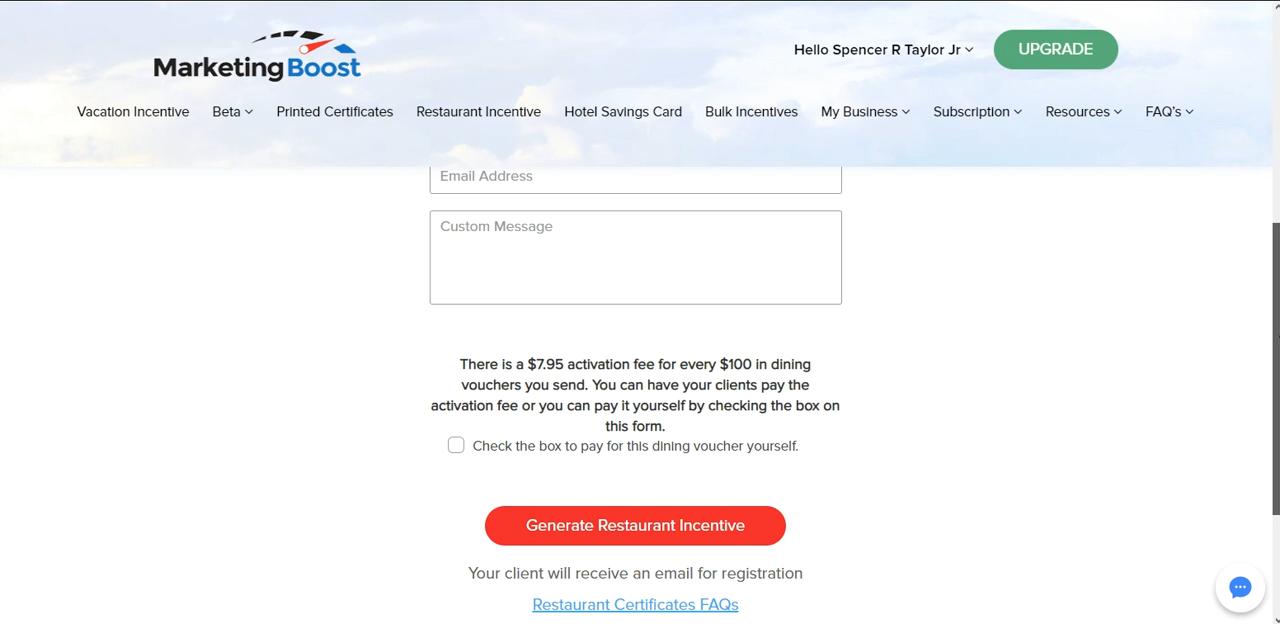 MarketingBoost
Hello Spencer R Taylor Jr
UPGRADE
Vacation Incentive Beta Printed Certificates Restaurant Incentive Hotel Savings Card Bulk Incentives My Business Subscription Resources FAQ's
Email Address
Custom Message
There is a $7.95 activation fee for every $100 in dining
vouchers you send. You can have your clients pay the
activation fee or you can pay it yourself by checking the box on
this form.
Check the box to pay for this dining voucher yourself.
Generate Restaurant Incentive
Your client will receive an email for registration
Restaurant Certificates FAQs